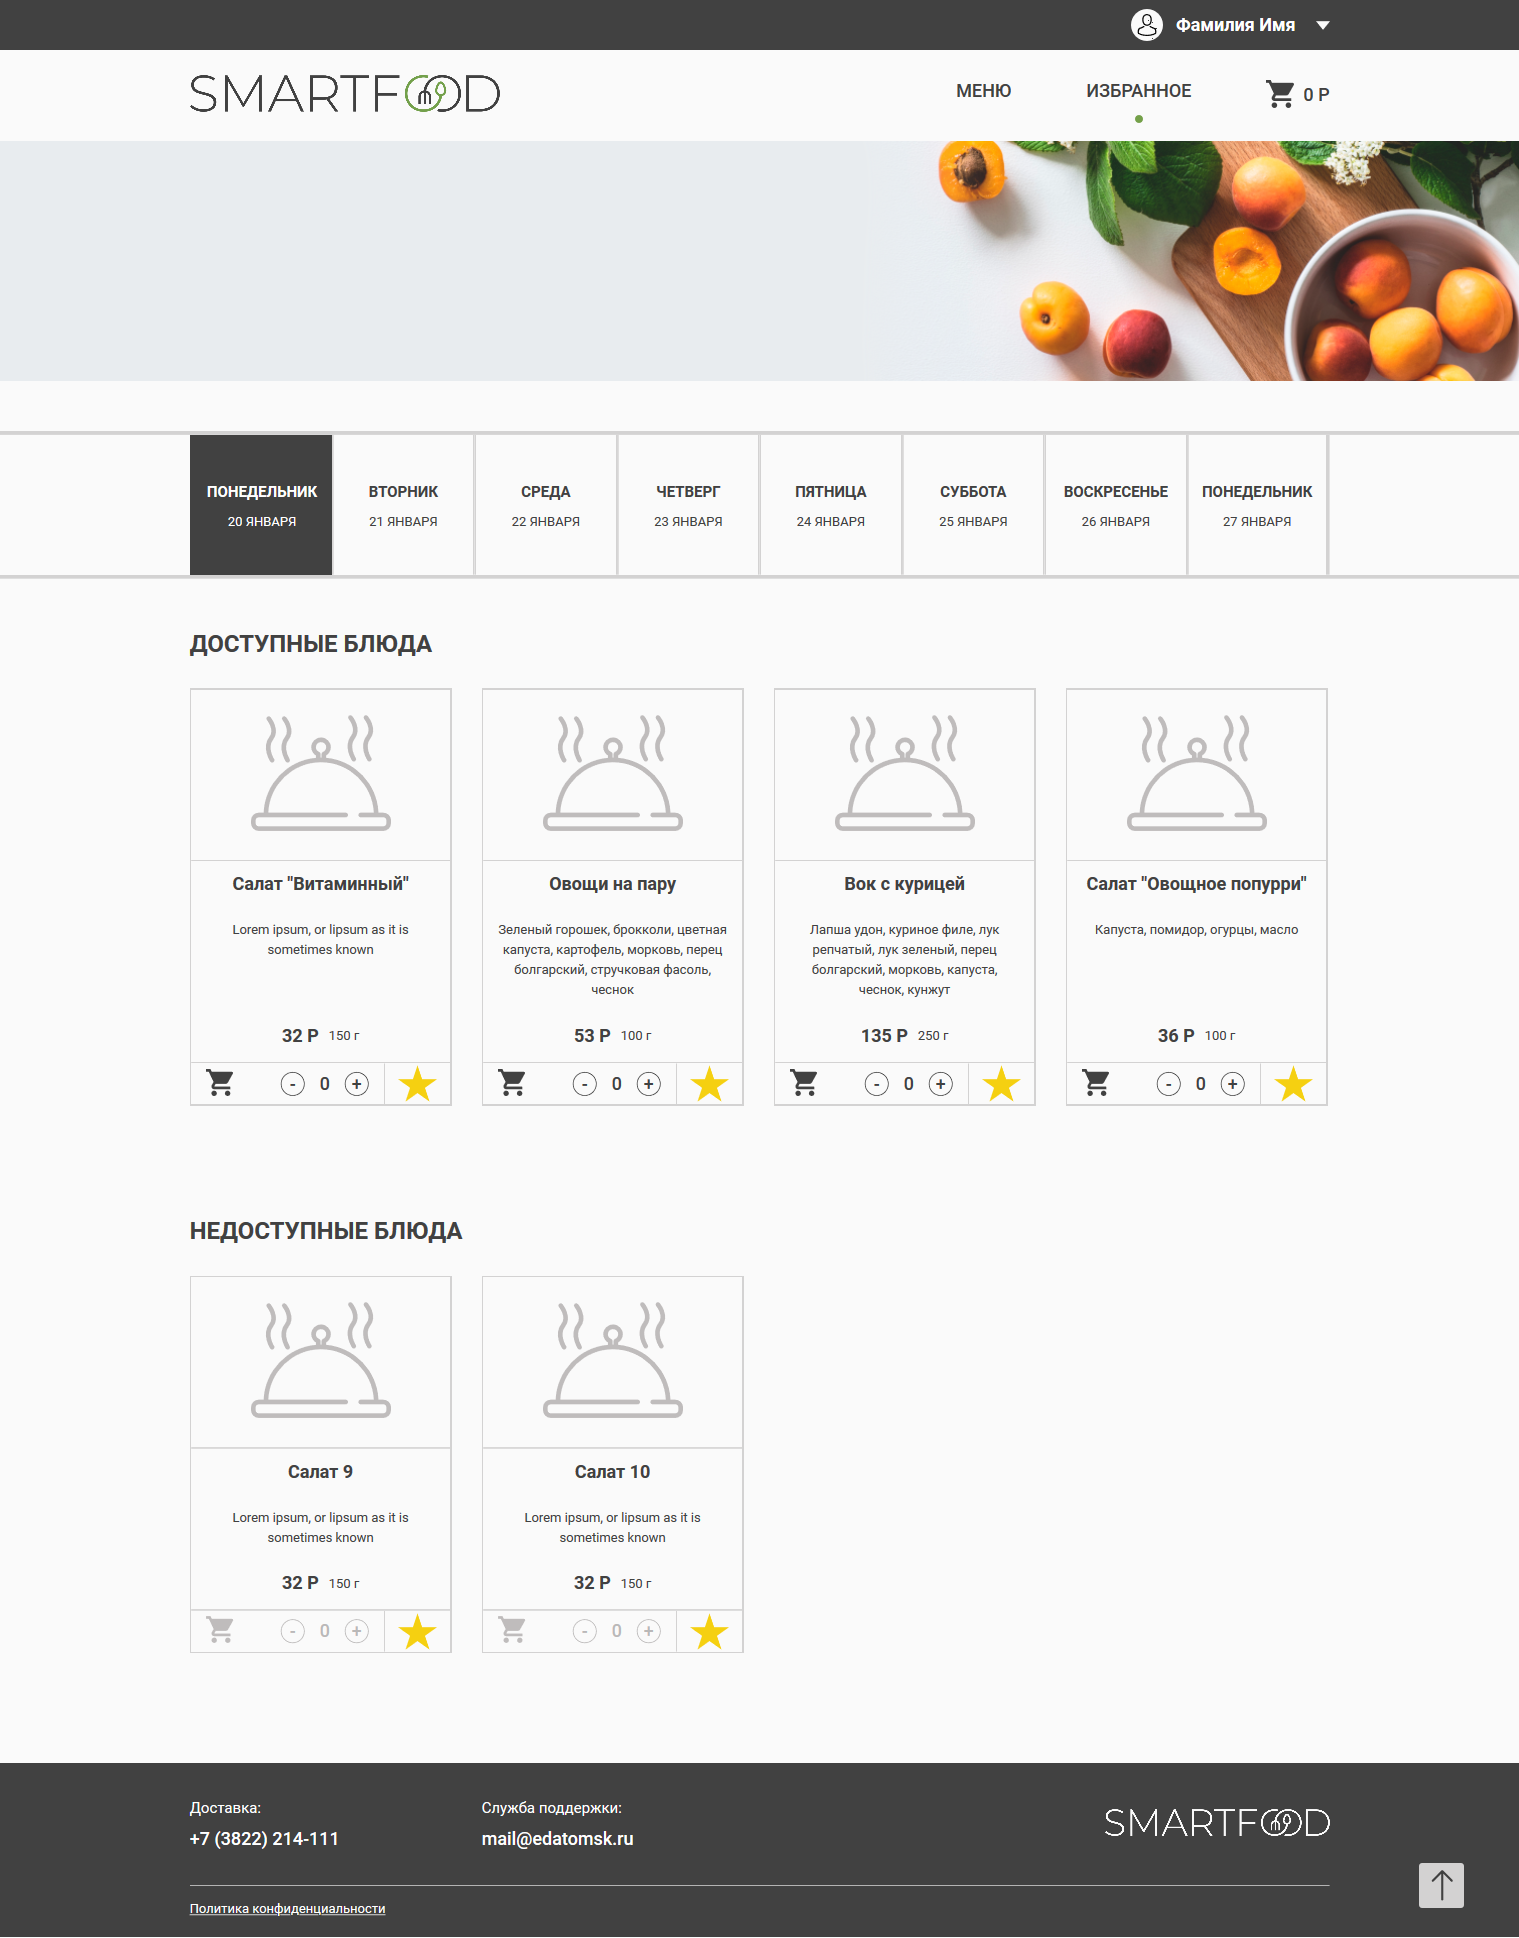 Фамилия Имя
SMARTFOOD
МЕНЮ
ИЗБРАННОЕ
0 Р
ПОНЕДЕЛЬНИК
20 ЯНВАРЯ
ВТОРНИК
21 ЯНВАРЯ
СРЕДА
22 ЯНВАРЯ
ЧЕТВЕРГ
23 ЯНВАРЯ
ПЯТНИЦА
24 ЯНВАРЯ
СУББОТА
25 ЯНВАРЯ
ВОСКРЕСЕНЬЕ
26 ЯНВАРЯ
ПОНЕДЕЛЬНИК
27 ЯНВАРЯ
ДОСТУПНЫЕ БЛЮДА
Салат "Витаминный"
Lorem ipsum, or lipsum as it is
sometimes known
32 Р 150 г
- 0 +
Овощи на пару
Зеленый горошек, брокколи, цветная
капуста, картофель, морковь, перец
болгарский, стручковая фасоль,
чеснок
53 Р 100 г
- 0 +
Вок с курицей
Лапша удон, куриное филе, лук
репчатый, лук зеленый, перец
болгарский, морковь, капуста,
чеснок, кунжут
135 Р 250 г
- 0 +
Салат "Овощное попурри"
Капуста, помидор, огурцы, масло
36 Р 100 г
- 0 +
НЕДОСТУПНЫЕ БЛЮДА
Салат 9
Lorem ipsum, or lipsum as it is
sometimes known
32 Р 150 г
- 0 +
Салат 10
Lorem ipsum, or lipsum as it is
sometimes known
32 Р 150 г
- 0 +
Доставка:
+7 (3822) 214-111
Служба поддержки:
mail@edatomsk.ru
SMARTFOOD
Политика конфиденциальности